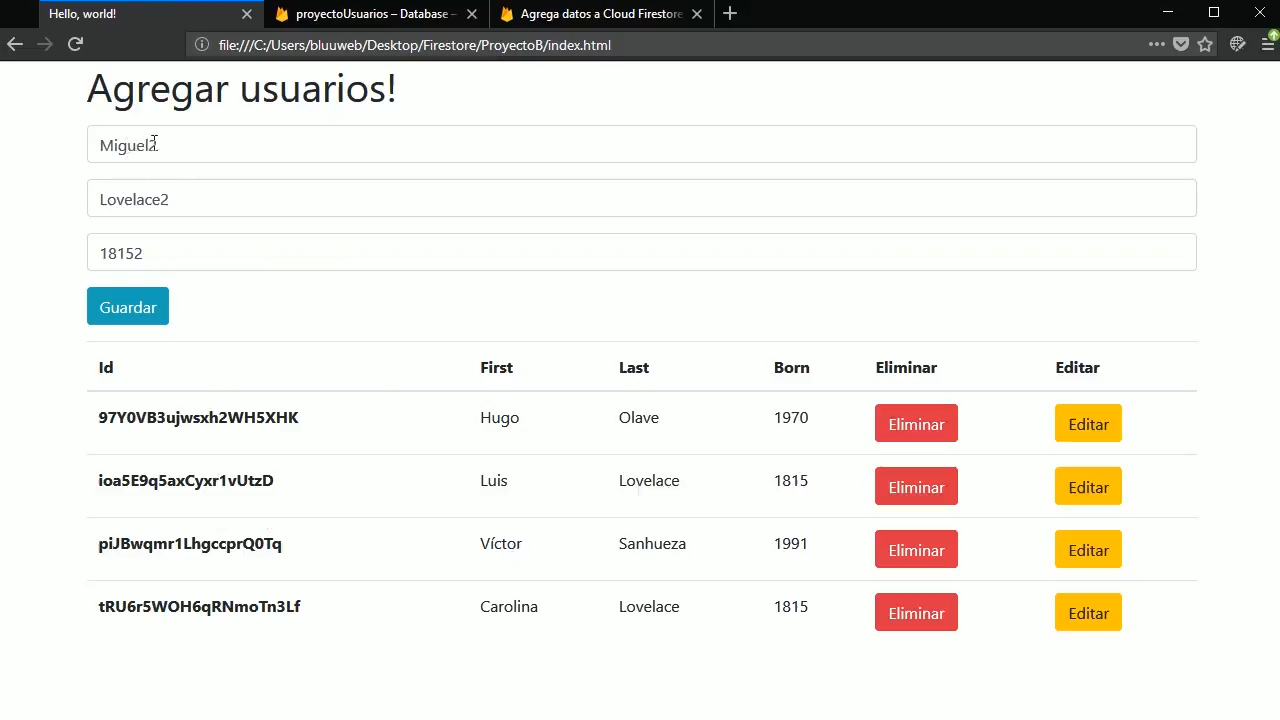 Hello, world!
proyectoUsuarios – Database –
Agrega datos a Cloud Firestore
file:///C:/Users/bluuweb/Desktop/Firestore/ProyectoB/index.html
Agregar usuarios!
Miguel2
Lovelace2
18152
Guardar
Id First Last Born Eliminar Editar
97Y0VB3ujwsxh2WH5XHK Hugo Olave 1970 Eliminar Editar
ioa5E9q5axCyxr1vUtzD Luis Lovelace 1815 Eliminar Editar
piJBwqmr1LhgccprQ0Tq Víctor Sanhueza 1991 Eliminar Editar
tRU6r5WOH6qRNmoTn3Lf Carolina Lovelace 1815 Eliminar Editar